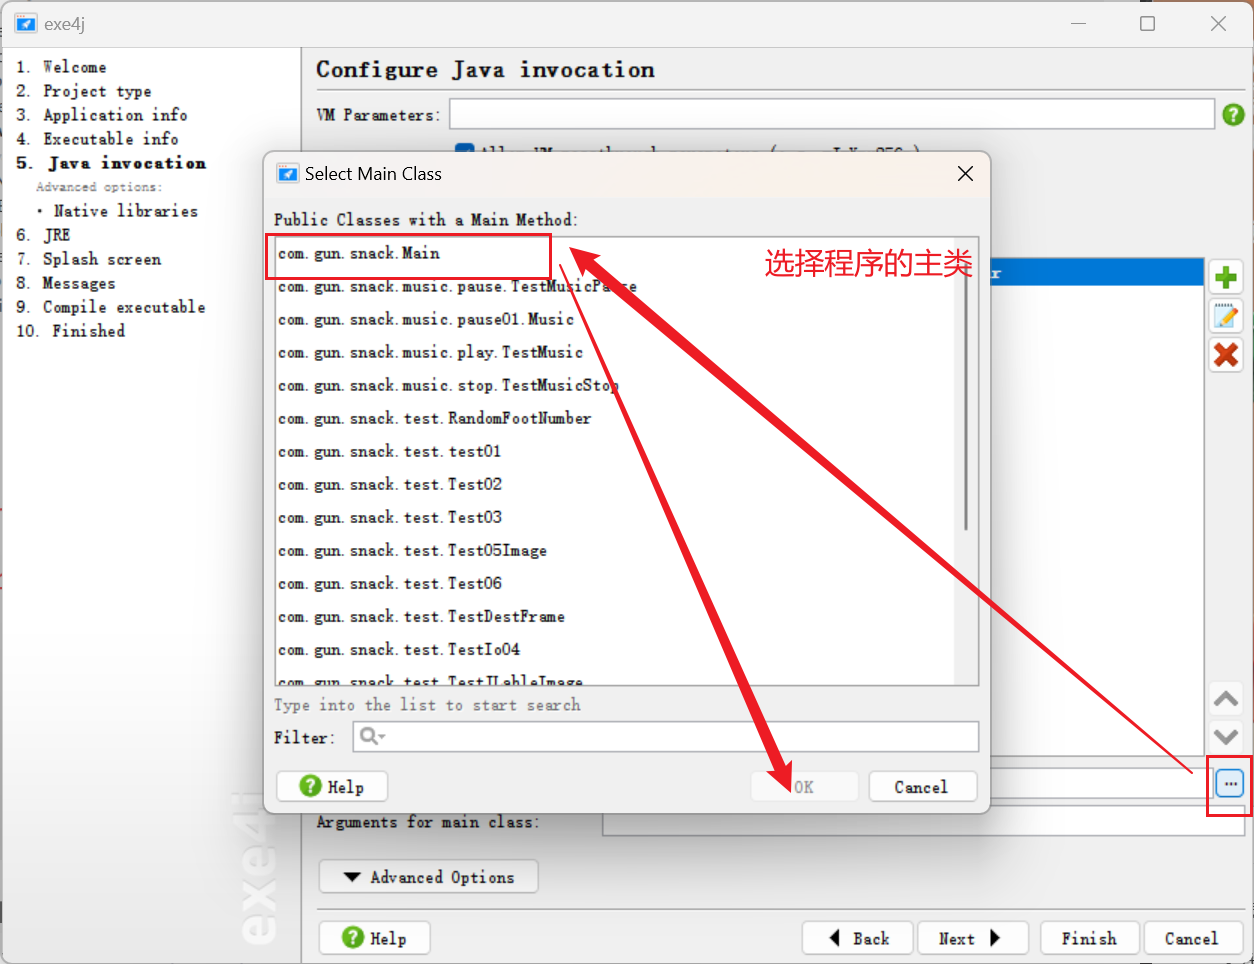 exe4j
1. Welcome
2. Project type
3. Application info
4. Executable info
5. Java invocation
Advanced options:
• Native libraries
6. JRE
7. Splash screen
8. Messages
9. Compile executable
10. Finished
exe4j
Configure Java invocation
VM Parameters:
Select Main Class
Public Classes with a Main Method:
com.gun.snack.Main
选择程序的主类
com.gun.snack.music.pause.TestMusicPause
com.gun.snack.music.pause01.Music
com.gun.snack.music.play.TestMusic
com.gun.snack.music.stop.TestMusicStop
com.gun.snack.test.RandomFootNumber
com.gun.snack.test.test01
com.gun.snack.test.Test02
com.gun.snack.test.Test03
com.gun.snack.test.Test05Image
com.gun.snack.test.Test06
com.gun.snack.test.TestDestFrame
com.gun.snack.test.TestIo04
com.gun.snack.test.TestJLableImage
Type into the list to start search
Filter:
Help
OK
Cancel
Arguments for main class:
Advanced Options
Help
Back
Next
Finish
Cancel